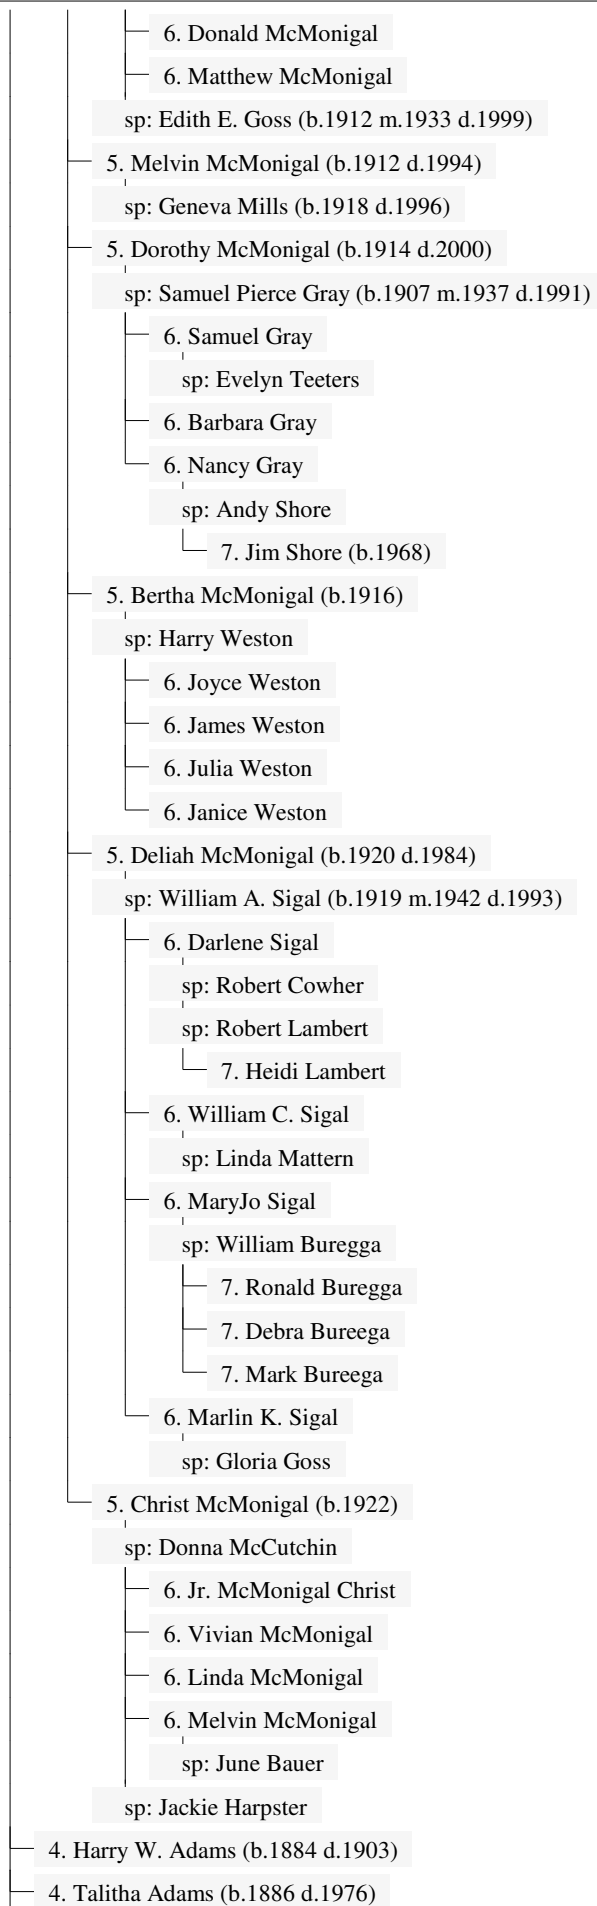 6. Donald McMonigal
6. Matthew McMonigal
sp: Edith E. Goss (b.1912 m.1933 d.1999)
5. Melvin McMonigal (b.1912 d.1994)
sp: Geneva Mills (b.1918 d.1996)
5. Dorothy McMonigal (b.1914 d.2000)
sp: Samuel Pierce Gray (b.1907 m.1937 d.1991)
6. Samuel Gray
sp: Evelyn Teeters
6. Barbara Gray
6. Nancy Gray
sp: Andy Shore
7. Jim Shore (b.1968)
5. Bertha McMonigal (b.1916)
sp: Harry Weston
6. Joyce Weston
6. James Weston
6. Julia Weston
6. Janice Weston
5. Deliah McMonigal (b.1920 d.1984)
sp: William A. Sigal (b.1919 m.1942 d.1993)
6. Darlene Sigal
sp: Robert Cowher
sp: Robert Lambert
7. Heidi Lambert
6. William C. Sigal
sp: Linda Mattern
6. MaryJo Sigal
sp: William Buregga
7. Ronald Buregga
7. Debra Bureega
7. Mark Bureega
6. Marlin K. Sigal
sp: Gloria Goss
5. Christ McMonigal (b.1922)
sp: Donna McCutchin
6. Jr. McMonigal Christ
6. Vivian McMonigal
6. Linda McMonigal
6. Melvin McMonigal
sp: June Bauer
sp: Jackie Harpster
4. Harry W. Adams (b.1884 d.1903)
4. Talitha Adams (b.1886 d.1976)